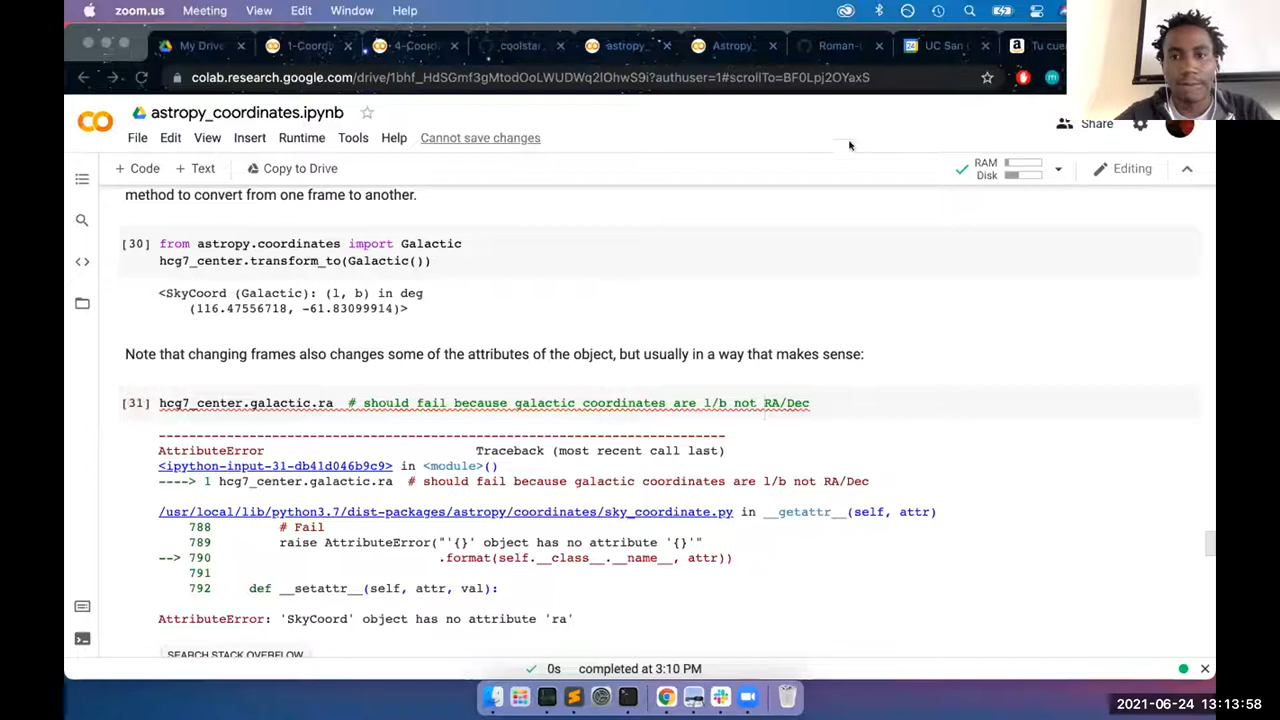 zoom.us Meeting View Edit Window Help
My Drive 1-Coorg 4-Coord coolstar astropy_ Astropy_ Roman- UC San Tu cue
colab.research.google.com/drive/1bhf_HdSGmf3gMtodOoLWUDWq2lOhwS9i?authuser=1#scrollTo=BF0Lpj2OYaxS
astropy_coordinates.ipynb
Share
File Edit View Insert Runtime Tools Help Cannot save changes
+ Code + Text Copy to Drive
RAM
Disk
Editing
method to convert from one frame to another.
[30] from astropy.coordinates import Galactic
hcg7_center.transform_to(Galactic())
<SkyCoord (Galactic): (l, b) in deg
(116.47556718, -61.83099914)>
Note that changing frames also changes some of the attributes of the object, but usually in a way that makes sense:
[31] hcg7_center.galactic.ra # should fail because galactic coordinates are l/b not RA/Dec
---------------------------------------------------------------------------
AttributeError Traceback (most recent call last)
<ipython-input-31-db41d046b9c9> in <module>()
----> 1 hcg7_center.galactic.ra # should fail because galactic coordinates are l/b not RA/Dec
/usr/local/lib/python3.7/dist-packages/astropy/coordinates/sky_coordinate.py in __getattr__(self, attr)
788 # Fail
789 raise AttributeError("'{}' object has no attribute '{}'"
--> 790 .format(self.__class__.__name__, attr))
791
792 def __setattr__(self, attr, val):
AttributeError: 'SkyCoord' object has no attribute 'ra'
SEARCH STACK OVERFLOW
0s completed at 3:10 PM
2021-06-24 13:13:58